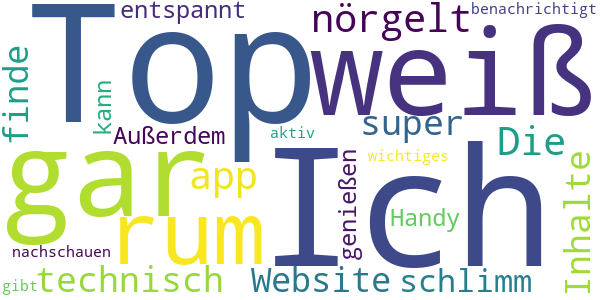 entspannt
nörgelt
benachrichtigt
Top
weiß
finde
kann
Außerdem
aktiv
super
Die
gar
Ich
app
wichtiges
genießen
Inhalte
rum
Handy
nachschauen
gibt
technisch
Website
schlimm